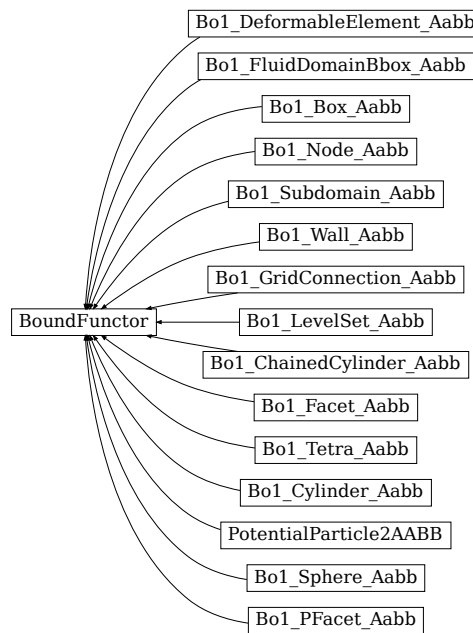 Bo1_DeformableElement_Aabb
Bo1_FluidDomainBbox_Aabb
Bo1_Box_Aabb
Bo1_Node_Aabb
Bo1_Subdomain_Aabb
Bo1_Wall_Aabb
Bo1_GridConnection_Aabb
BoundFunctor
Bo1_LevelSet_Aabb
Bo1_ChainedCylinder_Aabb
Bo1_Facet_Aabb
Bo1_Tetra_Aabb
Bo1_Cylinder_Aabb
PotentialParticle2AABB
Bo1_Sphere_Aabb
Bo1_PFacet_Aabb